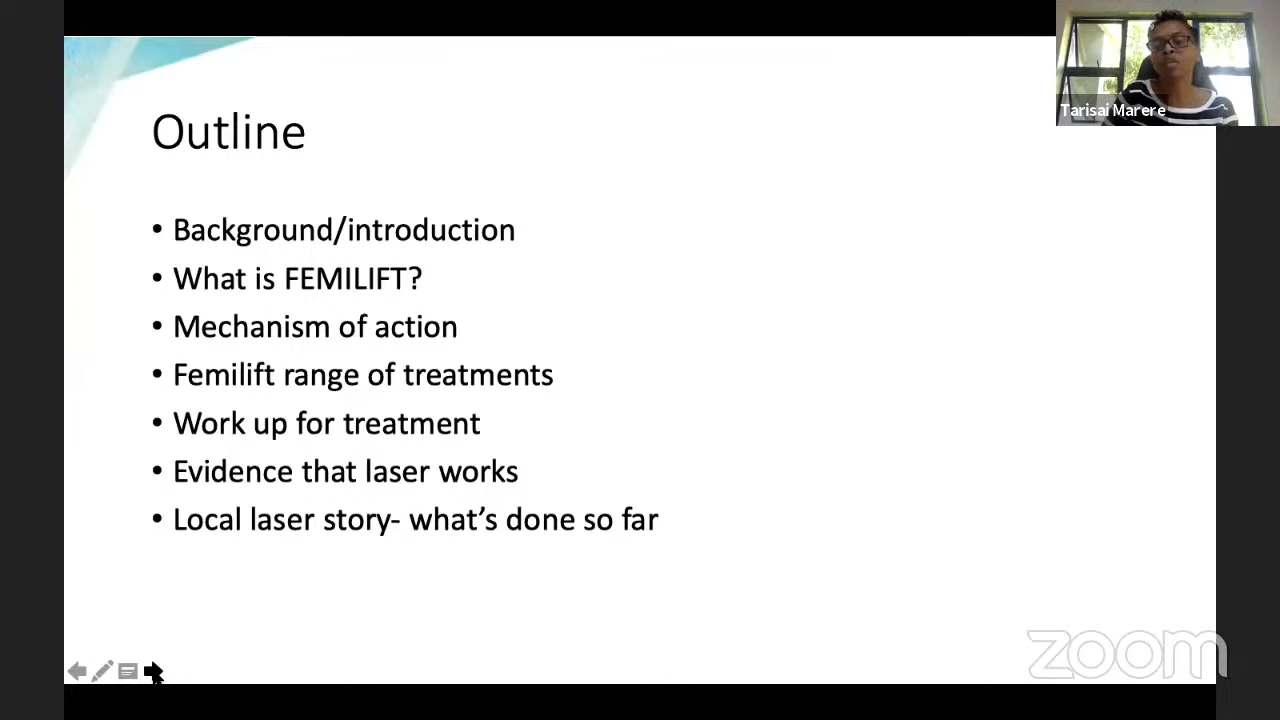 Tarisai Marere
Outline
• Background/introduction
• What is FEMILIFT?
• Mechanism of action
• Femilift range of treatments
• Work up for treatment
• Evidence that laser works
• Local laser story- what’s done so far
zoom